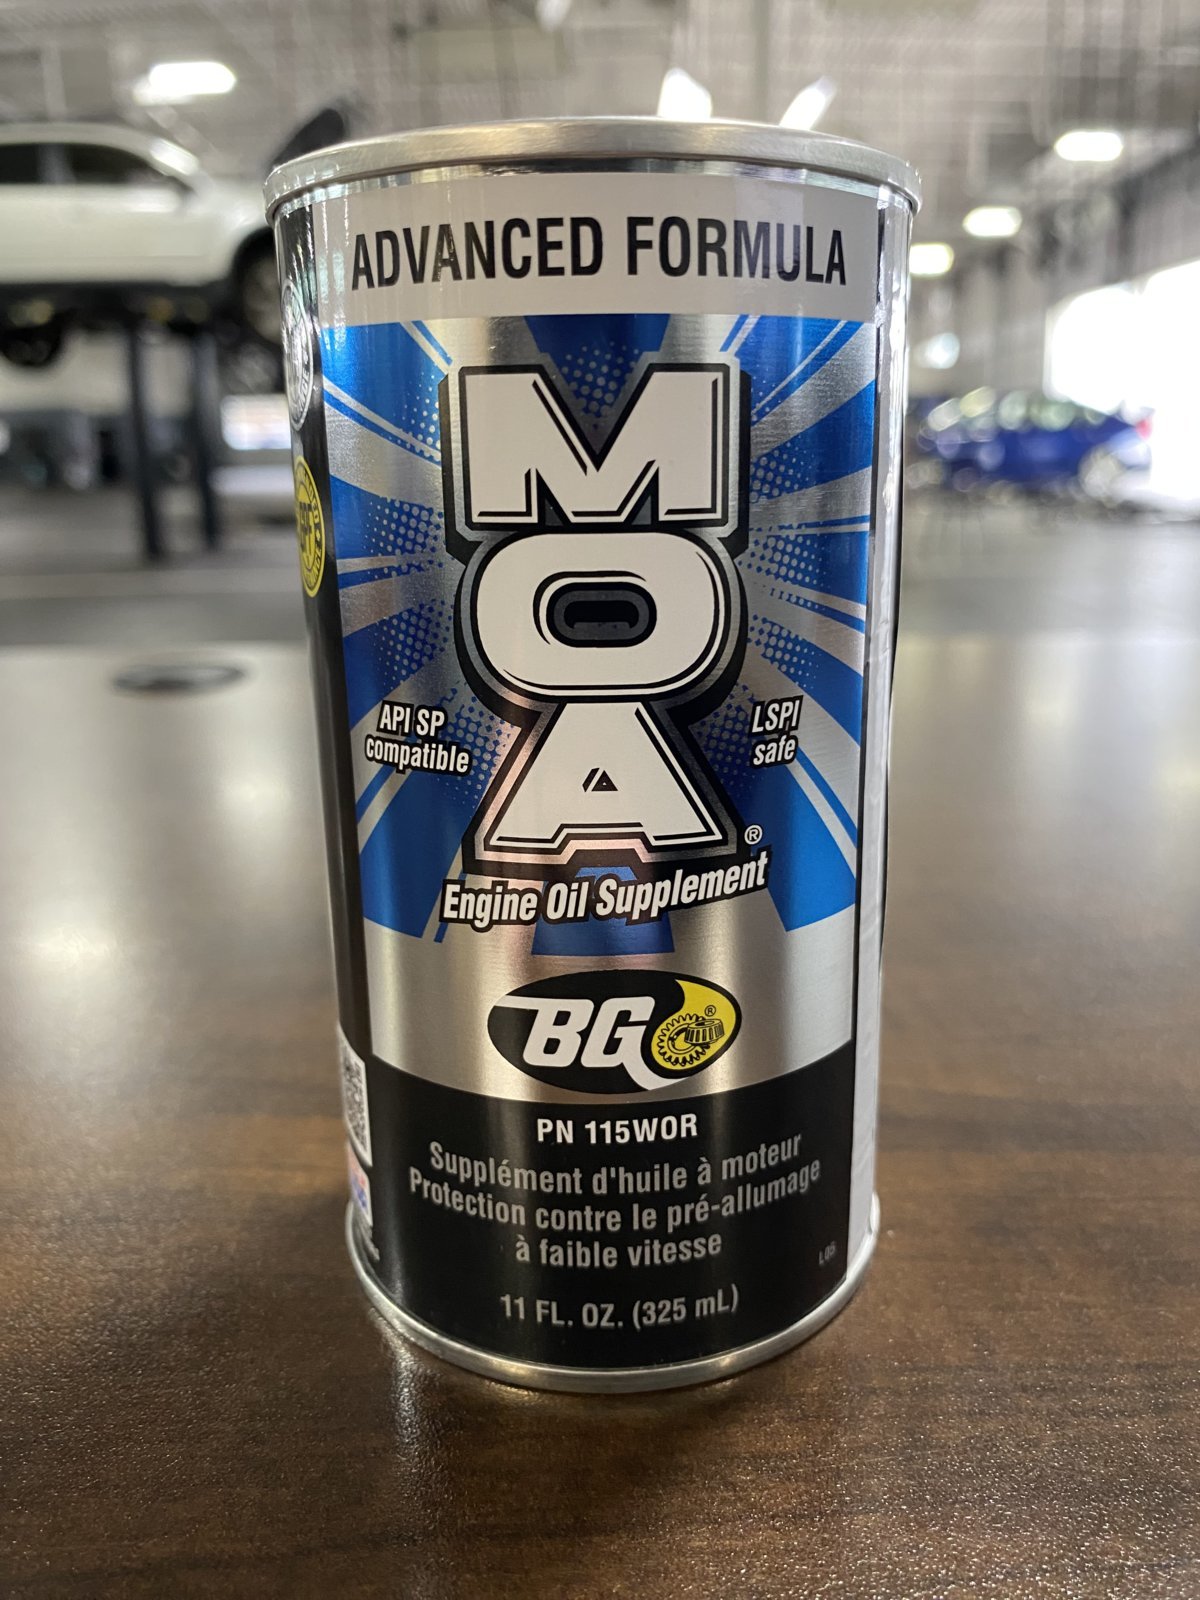 ADVANCED FORMULA
MOA®
API SP
compatible
LSPI
safe
Engine Oil Supplement
BG®
PN 115WOR
Supplément d'huile à moteur
Protection contre le pré-allumage
à faible vitesse
L05
11 FL. OZ. (325 mL)